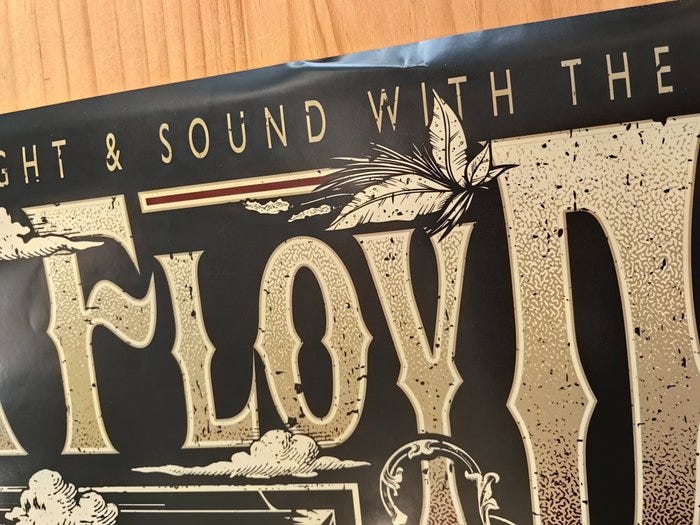 GHT & SOUND WITH THE
FLOYD